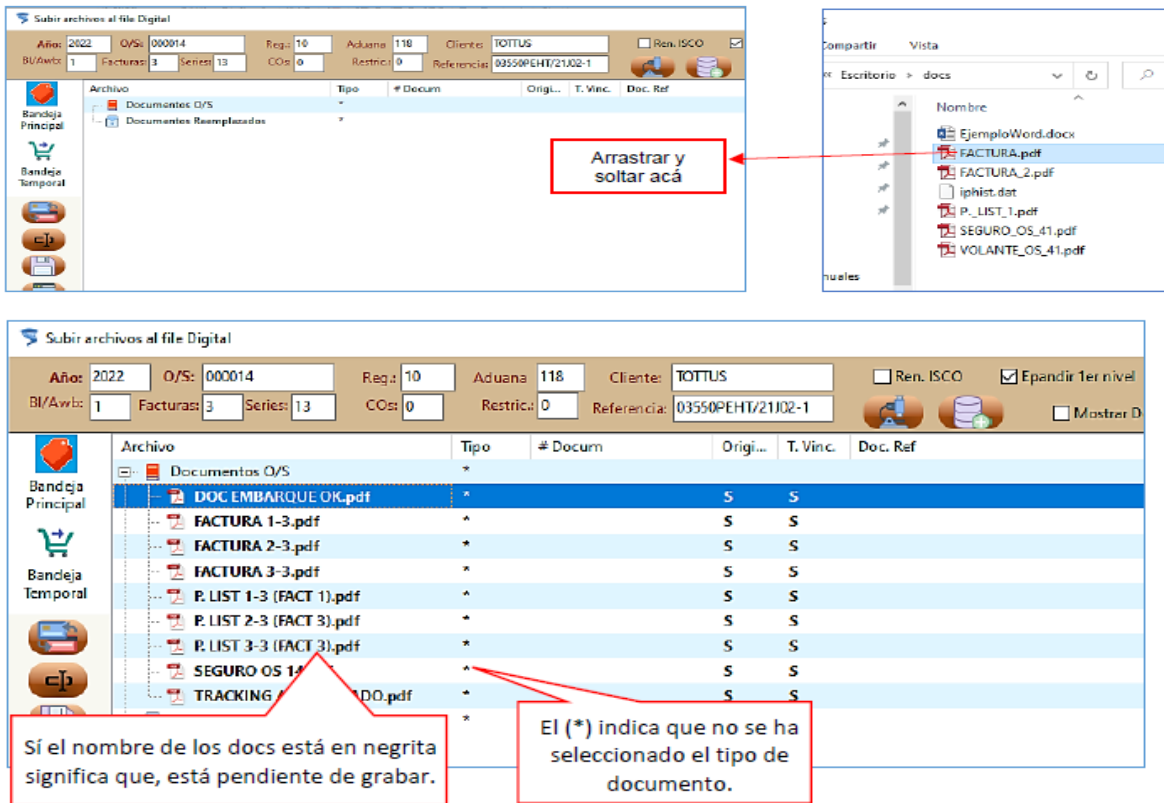 Subir archivos al file Digital
Año: 2022 O/S: 000014 Reg.: 10 Aduana 118 Cliente: TOTTUS Ren. ISCO
Bl/Awb: 1 Facturas: 3 Series: 13 COs: 0 Restric.: 0 Referencia: 03550PEHT/21J02-1
Archivo Tipo # Docum Origi... T. Vinc. Doc. Ref
Documentos O/S *
Documentos Reemplazados *
Bandeja
Principal
Bandeja
Temporal
Arrastrar y
soltar acá
Compartir Vista
Escritorio > docs
Nombre
EjemploWord.docx
FACTURA.pdf
FACTURA_2.pdf
iphist.dat
P._LIST_1.pdf
SEGURO_OS_41.pdf
VOLANTE_OS_41.pdf
nuales
Subir archivos al file Digital
Año: 2022 O/S: 000014 Reg.: 10 Aduana 118 Cliente: TOTTUS Ren. ISCO Epandir 1er nivel
Bl/Awb: 1 Facturas: 3 Series: 13 COs: 0 Restric.: 0 Referencia: 03550PEHT/21J02-1 Mostrar D
Archivo Tipo # Docum Origi... T. Vinc. Doc. Ref
Documentos O/S *
DOC EMBARQUE OK.pdf * S S
FACTURA 1-3.pdf * S S
FACTURA 2-3.pdf * S S
FACTURA 3-3.pdf * S S
P. LIST 1-3 (FACT 1).pdf * S S
P. LIST 2-3 (FACT 3).pdf * S S
P. LIST 3-3 (FACT 3).pdf * S S
SEGURO OS * S S
TRACKING ADO.pdf * S S
*
Bandeja
Principal
Bandeja
Temporal
Sí el nombre de los docs está en negrita
significa que, está pendiente de grabar.
El (*) indica que no se ha
seleccionado el tipo de
documento.